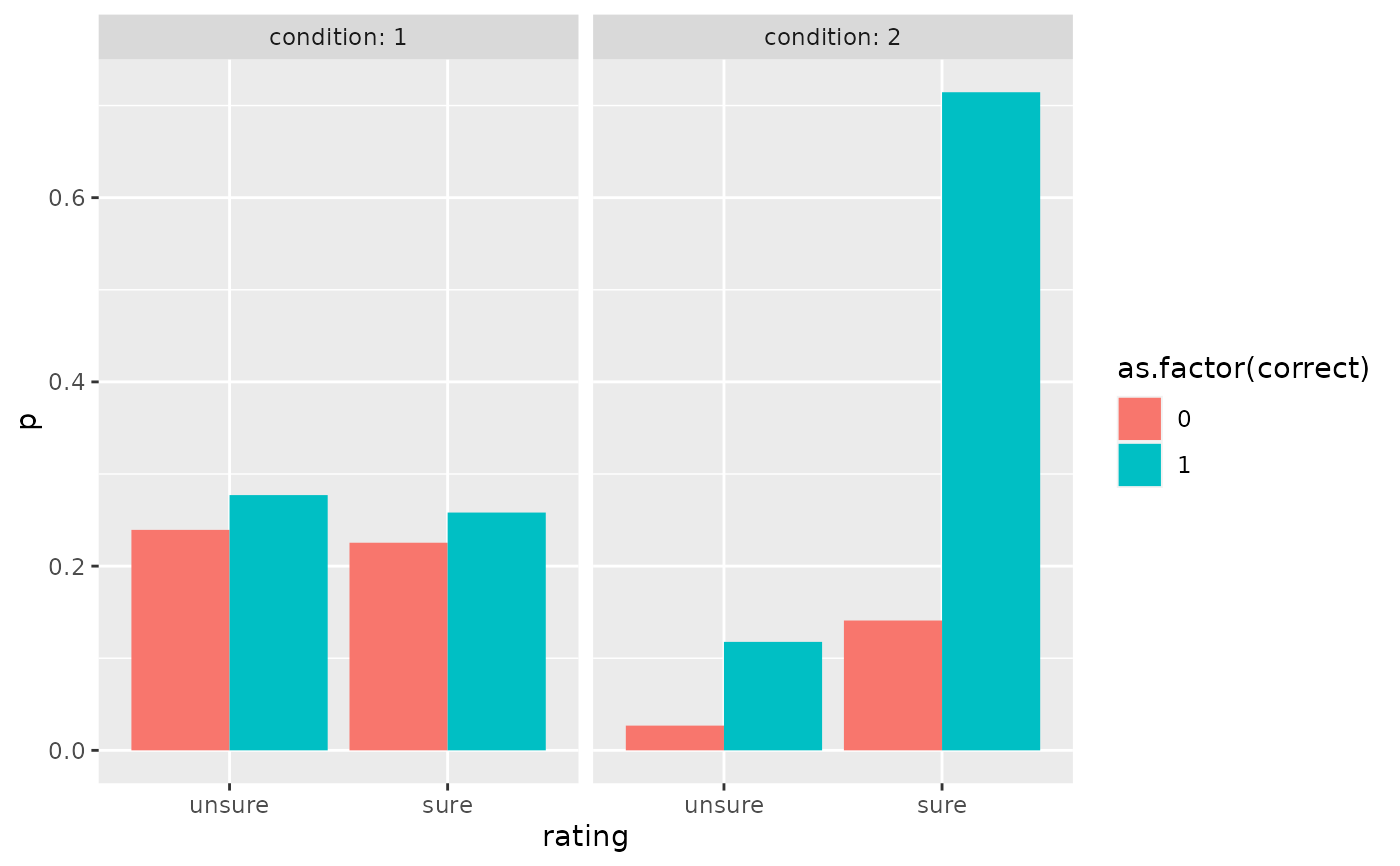 condition: 1
condition: 2
0.6
0.4
0.2
0.0
p
unsure
sure
unsure
sure
rating
as.factor(correct)
0
1